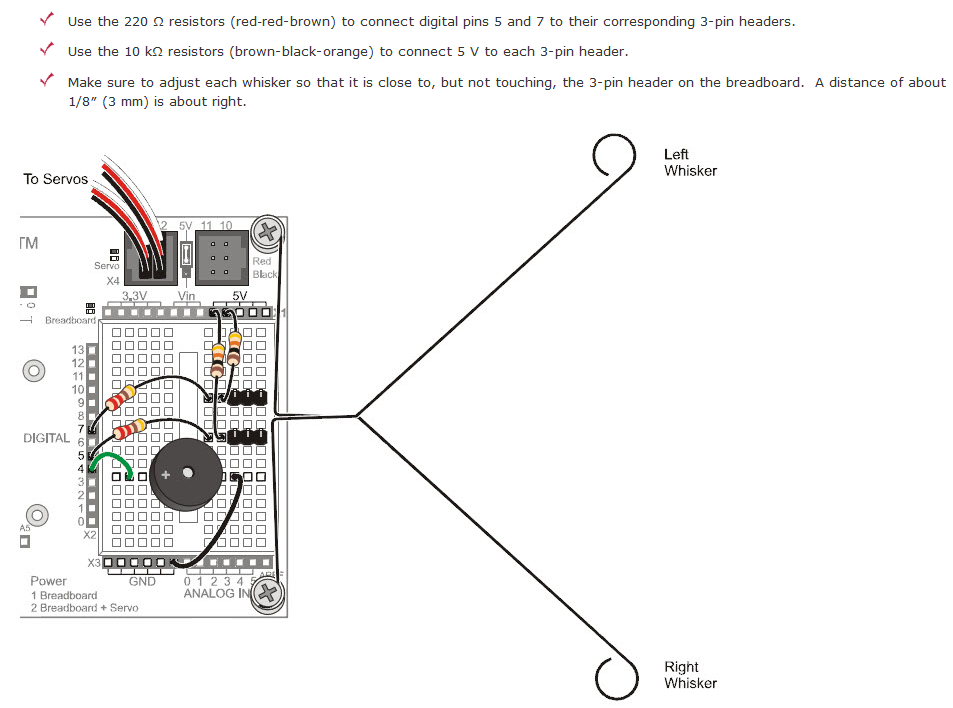 Use the 220 Ω resistors (red-red-brown) to connect digital pins 5 and 7 to their corresponding 3-pin headers.
Use the 10 kΩ resistors (brown-black-orange) to connect 5 V to each 3-pin header.
Make sure to adjust each whisker so that it is close to, but not touching, the 3-pin header on the breadboard.  A distance of about
1/8” (3 mm) is about right.
Left
Whisker
To Servos
2 5V 11 10
TM
Servo
X4
Red
Black
3.3V Vin 5V
0
1
Breadboard
13
12
11
10
9
8
7
DIGITAL 6
5
4
3
2
1
0
+
A5
X2
X3
GND 0 1 2 3 4 5
ANALOG IN
Power
1 Breadboard
2 Breadboard + Servo
Right
Whisker